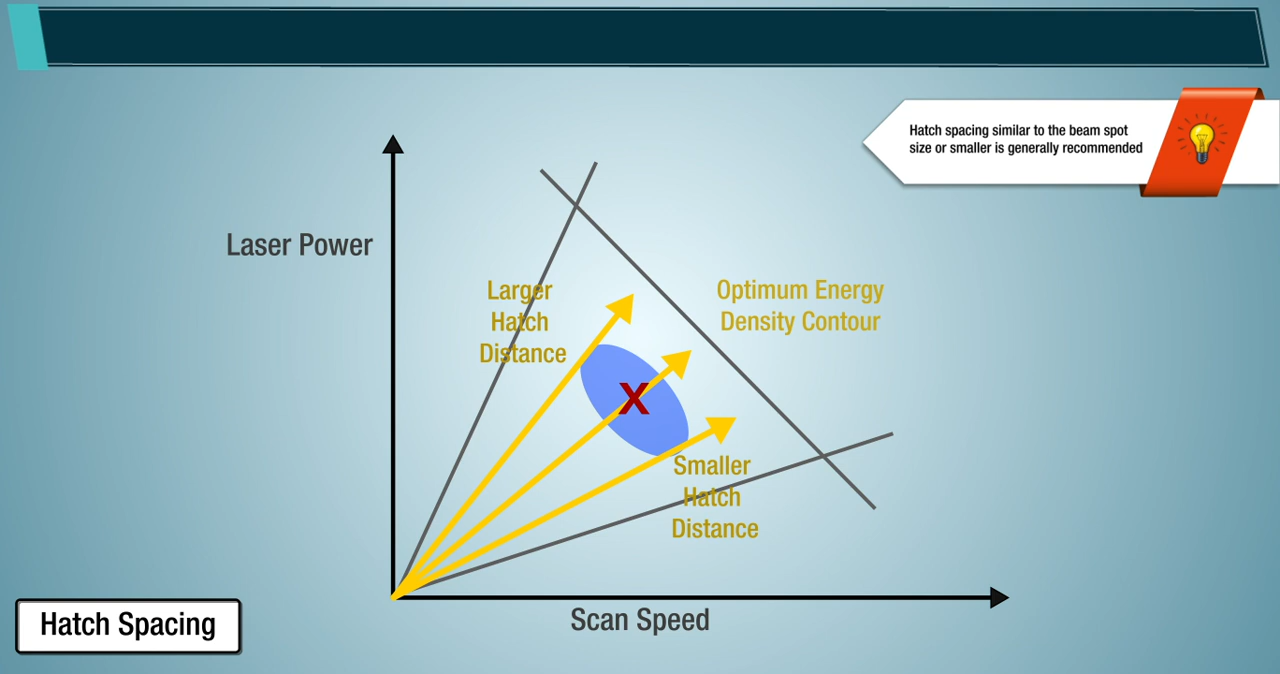 Hatch spacing similar to the beam spot
size or smaller is generally recommended
Laser Power
Larger
Hatch
Distance
Optimum Energy
Density Contour
X
Smaller
Hatch
Distance
Scan Speed
Hatch Spacing